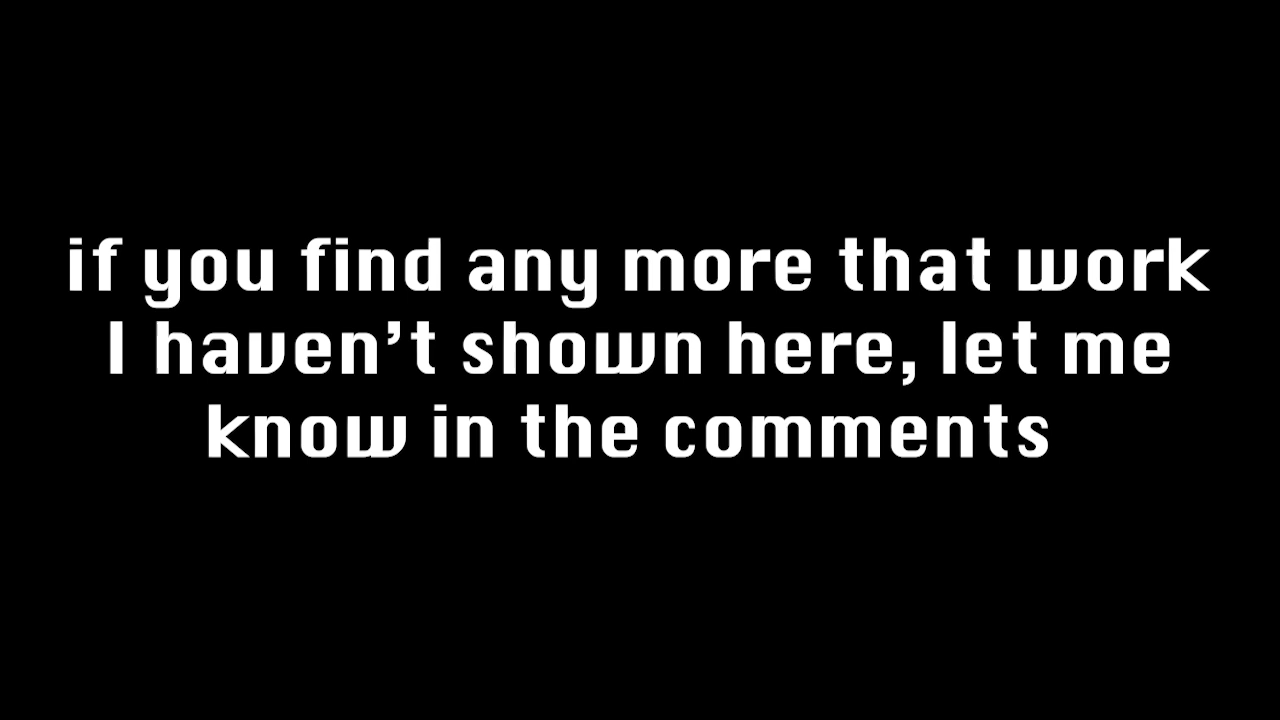 if you find any more that work
I haven't shown here, let me
know in the comments